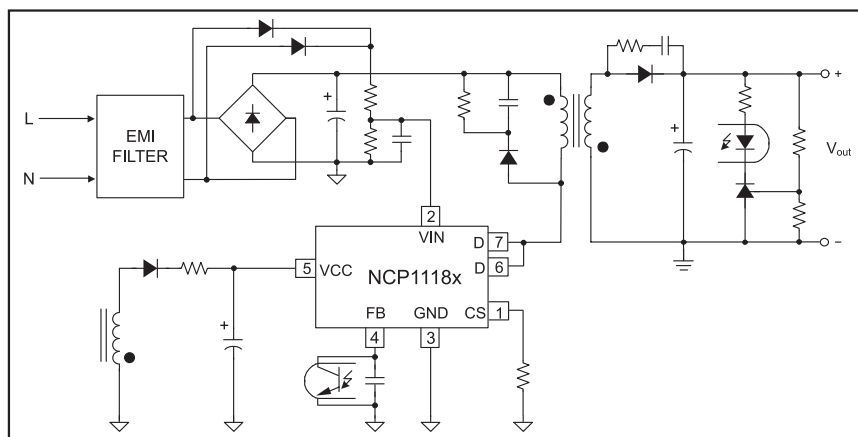 L
EMI
FILTER
N
+
+
+
V out
−
2
VIN
7
D
D
6
5
VCC
NCP1118x
FB
GND
CS
1
4
3
+